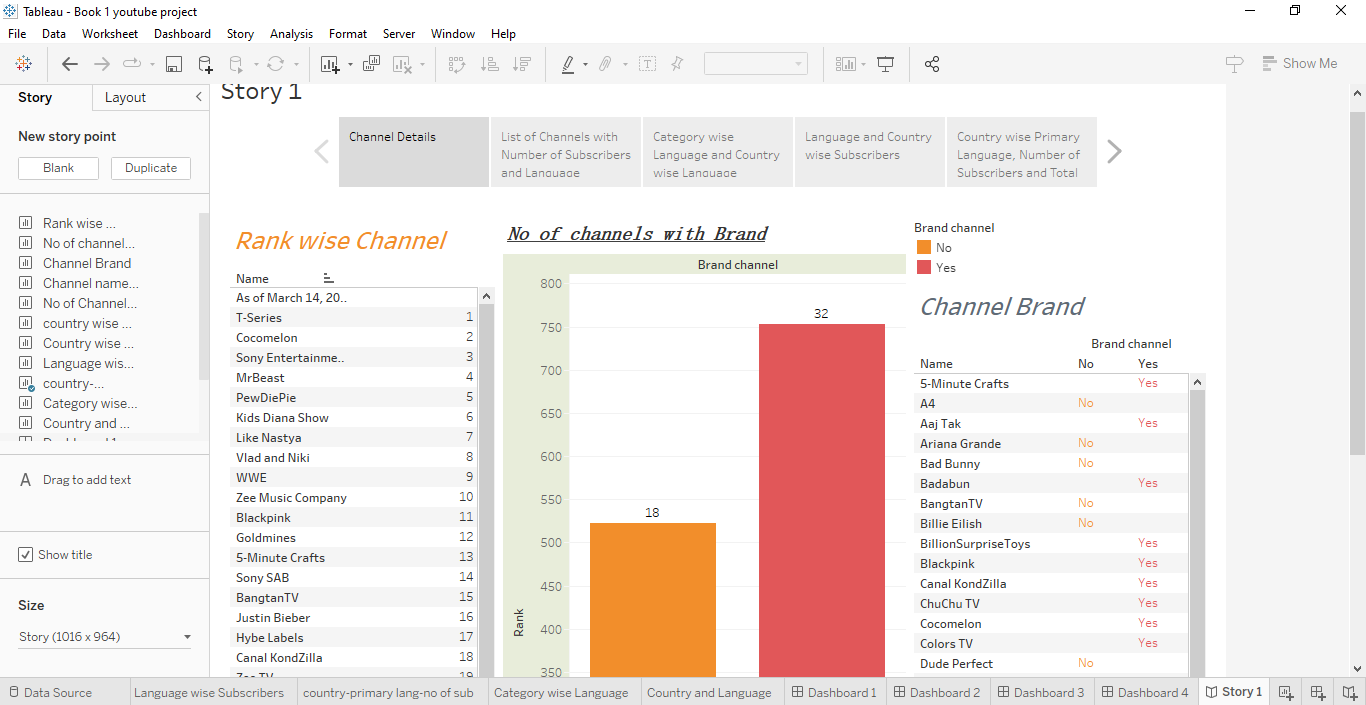 Tableau - Book 1 youtube project
File Data Worksheet Dashboard Story Analysis Format Server Window Help
Show Me
Story Layout
New story point
Blank Duplicate
Rank wise ...
No of channel...
Channel Brand
Channel name...
No of Channel...
country wise ...
Country wise ...
Language wis...
country-...
Category wise...
Country and ...
A Drag to add text
Show title
Size
Story (1016 x 964)
Story 1
Channel Details
List of Channels with
Number of Subscribers
and Language
Category wise
Language and Country
wise Language
Language and Country
wise Subscribers
Country wise Primary
Language, Number of
Subscribers and Total
Rank wise Channel
Name
As of March 14, 20..
T-Series 1
Cocomelon 2
Sony Entertainme.. 3
MrBeast 4
PewDiePie 5
Kids Diana Show 6
Like Nastya 7
Vlad and Niki 8
WWE 9
Zee Music Company 10
Blackpink 11
Goldmines 12
5-Minute Crafts 13
Sony SAB 14
BangtanTV 15
Justin Bieber 16
Hybe Labels 17
Canal KondZilla 18
No of channels with Brand
Brand channel
800
750
700
650
600
550
500
450
400
350
Rank
18
32
Brand channel
No
Yes
Channel Brand
Brand channel
Name No Yes
5-Minute Crafts Yes
A4 No
Aaj Tak Yes
Ariana Grande No
Bad Bunny No
Badabun Yes
BangtanTV No
Billie Eilish No
BillionSurpriseToys Yes
Blackpink Yes
Canal KondZilla Yes
ChuChu TV Yes
Cocomelon Yes
Colors TV Yes
Dude Perfect No
Data Source Language wise Subscribers country-primary lang-no of sub Category wise Language Country and Language Dashboard 1 Dashboard 2 Dashboard 3 Dashboard 4 Story 1